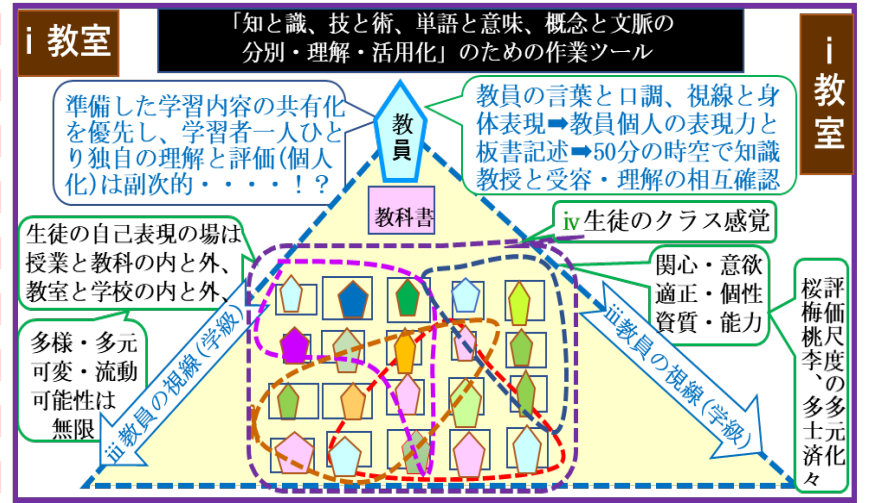 ⅰ教室
「知と識、技と術、単語と意味、概念と文脈の
分別・理解・活用化」のための作業ツール
ⅰ教室
準備した学習内容の共有化
を優先し、学習者一人ひと
り独自の理解と評価(個人
化)は副次的・・・・！？
教員
教員の言葉と口調、視線と身
体表現➡教員個人の表現力と
板書記述➡50分の時空で知識
教授と受容・理解の相互確認
教科書
ⅳ生徒のクラス感覚
生徒の自己表現の場は
授業と教科の内と外、
教室と学校の内と外、
関心・意欲
適正・個性
資質・能力
多様・多元
可変・流動
可能性は
無限
ⅲ教員の視線(学級)
ⅲ教員の視線(学級)
評価尺度の多元化
桜梅桃李、多士済々